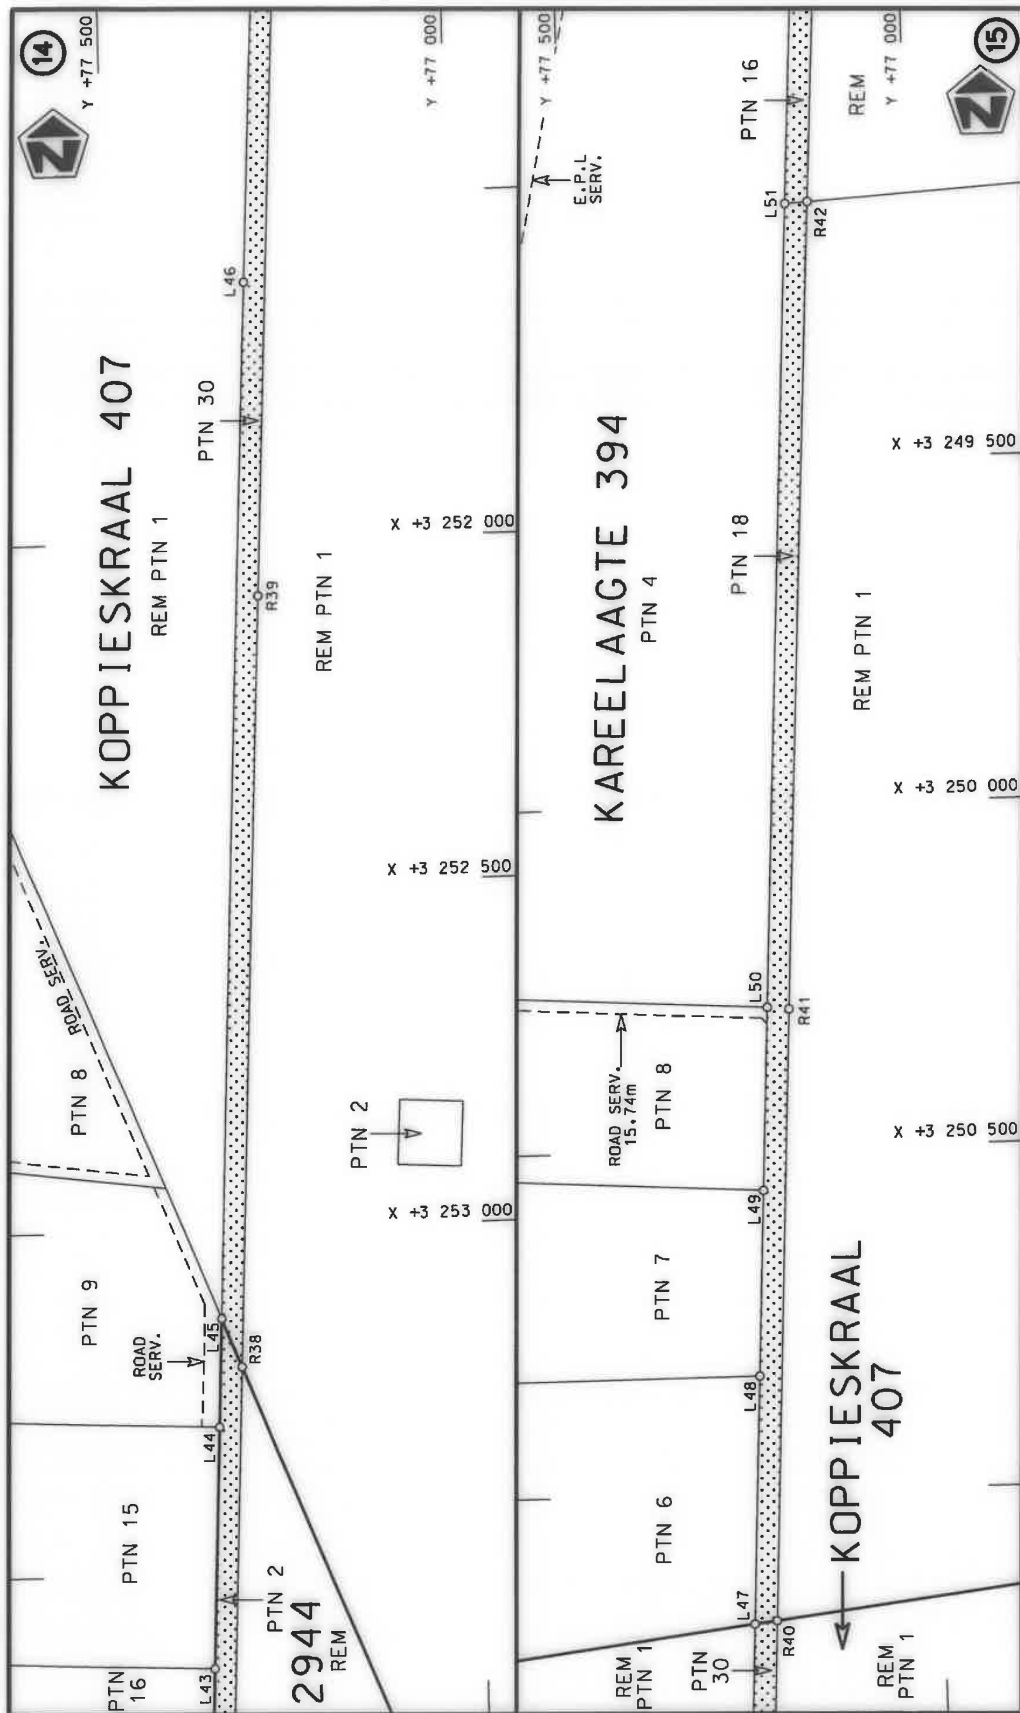 14
N
Y +77 500
Y +77 000
L46
KOPPIESKRAAL 407
REM PTN 1
PTN 30
X +3 252 000
R39
REM PTN 1
X +3 252 500
ROAD SERV.
ROAD SERV.
PTN 8
PTN 2
X +3 253 000
PTN 9
ROAD
SERV.
L45
R38
L44
PTN 15
PTN 2
2944
REM
L43
PTN
16
15
N
Y +77 500
Y +77 000
E.P.L
SERV.
PTN 16
REM
L51
R42
X +3 249 500
KAREELAAGTE 394
PTN 4
PTN 18
REM PTN 1
X +3 250 000
L50
R41
ROAD SERV.
15.74m
PTN 8
X +3 250 500
L49
PTN 7
L48
KOPPIESKRAAL
407
PTN 6
L47
R40
REM
PTN 1
PTN
30
REM
PTN 1